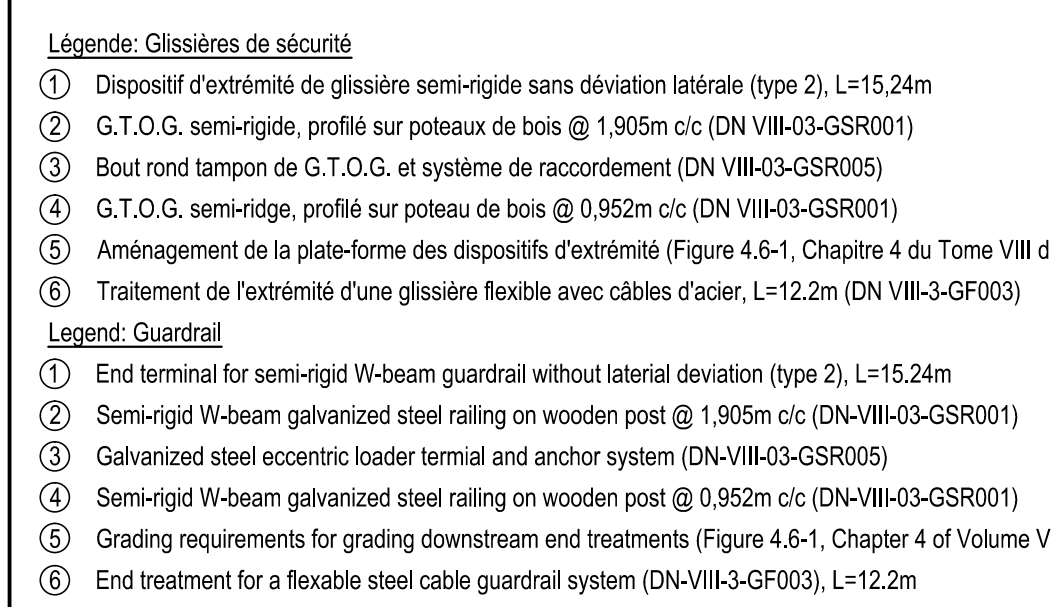 Légende: Glissières de sécurité
① Dispositif d'extrémité de glissière semi-rigide sans déviation latérale (type 2), L=15,24m
② G.T.O.G. semi-rigide, profilé sur poteaux de bois @ 1,905m c/c (DN VIII-03-GSR001)
③ Bout rond tampon de G.T.O.G. et système de raccordement (DN VIII-03-GSR005)
④ G.T.O.G. semi-ridge, profilé sur poteau de bois @ 0,952m c/c (DN VIII-03-GSR001)
⑤ Aménagement de la plate-forme des dispositifs d'extrémité (Figure 4.6-1, Chapitre 4 du Tome VIII d
⑥ Traitement de l'extrémité d'une glissière flexible avec câbles d'acier, L=12.2m (DN VIII-3-GF003)
Legend: Guardrail
① End terminal for semi-rigid W-beam guardrail without laterial deviation (type 2), L=15.24m
② Semi-rigid W-beam galvanized steel railing on wooden post @ 1,905m c/c (DN-VIII-03-GSR001)
③ Galvanized steel eccentric loader termial and anchor system (DN-VIII-03-GSR005)
④ Semi-rigid W-beam galvanized steel railing on wooden post @ 0,952m c/c (DN-VIII-03-GSR001)
⑤ Grading requirements for grading downstream end treatments (Figure 4.6-1, Chapter 4 of Volume V
⑥ End treatment for a flexable steel cable guardrail system (DN-VIII-3-GF003), L=12.2m